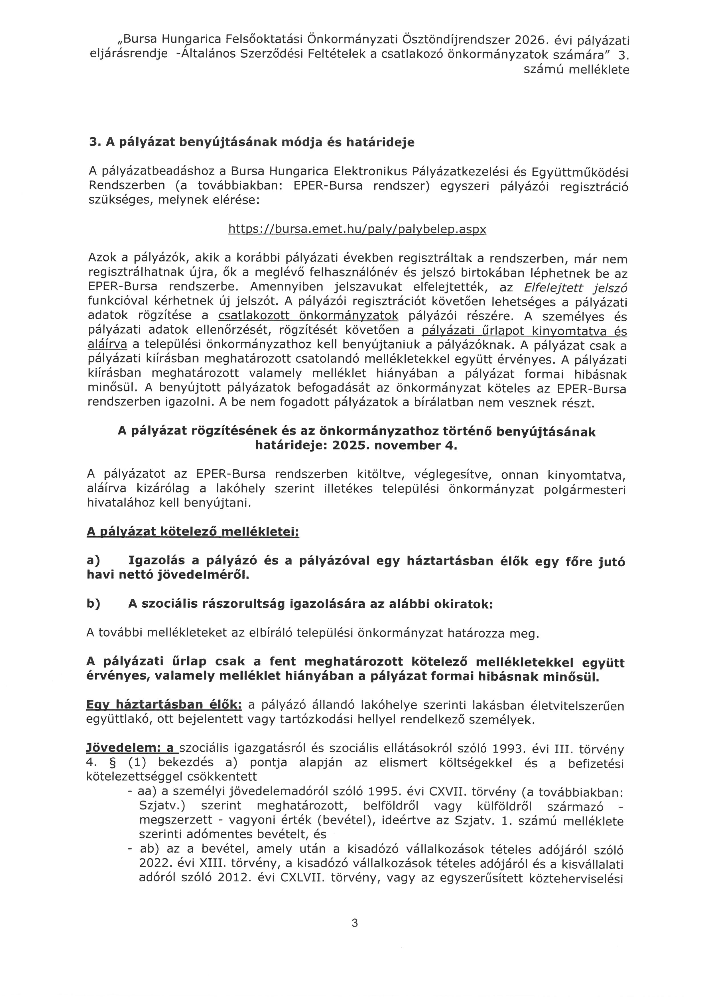 „Bursa Hungarica Felsőoktatási Önkormányzati Ösztöndíjrendszer 2026. évi pályázati
eljárásrendje -Általános Szerződési Feltételek a csatlakozó önkormányzatok számára” 3.
számú melléklete
3. A pályázat benyújtásának módja és határideje
A pályázatbeadáshoz a Bursa Hungarica Elektronikus Pályázatkezelési és Együttműködési
Rendszerben (a továbbiakban: EPER-Bursa rendszer) egyszeri pályázói regisztráció
szükséges, melynek elérése:
https://bursa.emet.hu/paly/palybelep.aspx
Azok a pályázók, akik a korábbi pályázati években regisztráltak a rendszerben, már nem
regisztrálhatnak újra, ők a meglévő felhasználónév és jelszó birtokában léphetnek be az
EPER-Bursa rendszerbe. Amennyiben jelszavukat elfelejtették, az Elfelejtett jelszó
funkcióval kérhetnek új jelszót. A pályázói regisztrációt követően lehetséges a pályázati
adatok rögzítése a csatlakozott önkormányzatok pályázói részére. A személyes és
pályázati adatok ellenőrzését, rögzítését követően a pályázati űrlapot kinyomtatva és
aláírva a települési önkormányzathoz kell benyújtaniuk a pályázóknak. A pályázat csak a
pályázati kiírásban meghatározott csatolandó mellékletekkel együtt érvényes. A pályázati
kiírásban meghatározott valamely melléklet hiányában a pályázat formai hibásnak
minősül. A benyújtott pályázatok befogadását az önkormányzat köteles az EPER-Bursa
rendszerben igazolni. A be nem fogadott pályázatok a bírálatban nem vesznek részt.
A pályázat rögzítésének és az önkormányzathoz történő benyújtásának
határideje: 2025. november 4.
A pályázatot az EPER-Bursa rendszerben kitöltve, véglegesítve, onnan kinyomtatva,
aláírva kizárólag a lakóhely szerint illetékes települési önkormányzat polgármesteri
hivatalához kell benyújtani.
A pályázat kötelező mellékletei:
a) Igazolás a pályázó és a pályázóval egy háztartásban élők egy főre jutó
havi nettó jövedelméről.
b) A szociális rászorultság igazolására az alábbi okiratok:
A további mellékleteket az elbíráló települési önkormányzat határozza meg.
A pályázati űrlap csak a fent meghatározott kötelező mellékletekkel együtt
érvényes, valamely melléklet hiányában a pályázat formai hibásnak minősül.
Egy háztartásban élők: a pályázó állandó lakóhelye szerinti lakásban életvitelszerűen
együttlakó, ott bejelentett vagy tartózkodási hellyel rendelkező személyek.
Jövedelem: a szociális igazgatásról és szociális ellátásokról szóló 1993. évi III. törvény
4. § (1) bekezdés a) pontja alapján az elismert költségekkel és a befizetési
kötelezettséggel csökkentett
- aa) a személyi jövedelemadóról szóló 1995. évi CXVII. törvény (a továbbiakban:
Szjatv.) szerint meghatározott, belföldről vagy külföldről származó -
megszerzett - vagyoni érték (bevétel), ideértve az Szjatv. 1. számú melléklete
szerinti adómentes bevételt, és
- ab) az a bevétel, amely után a kisadózó vállalkozások tételes adójáról szóló
2022. évi XIII. törvény, a kisadózó vállalkozások tételes adójáról és a kisvállalati
adóról szóló 2012. évi CXLVII. törvény, vagy az egyszerűsített közteherviselési
3